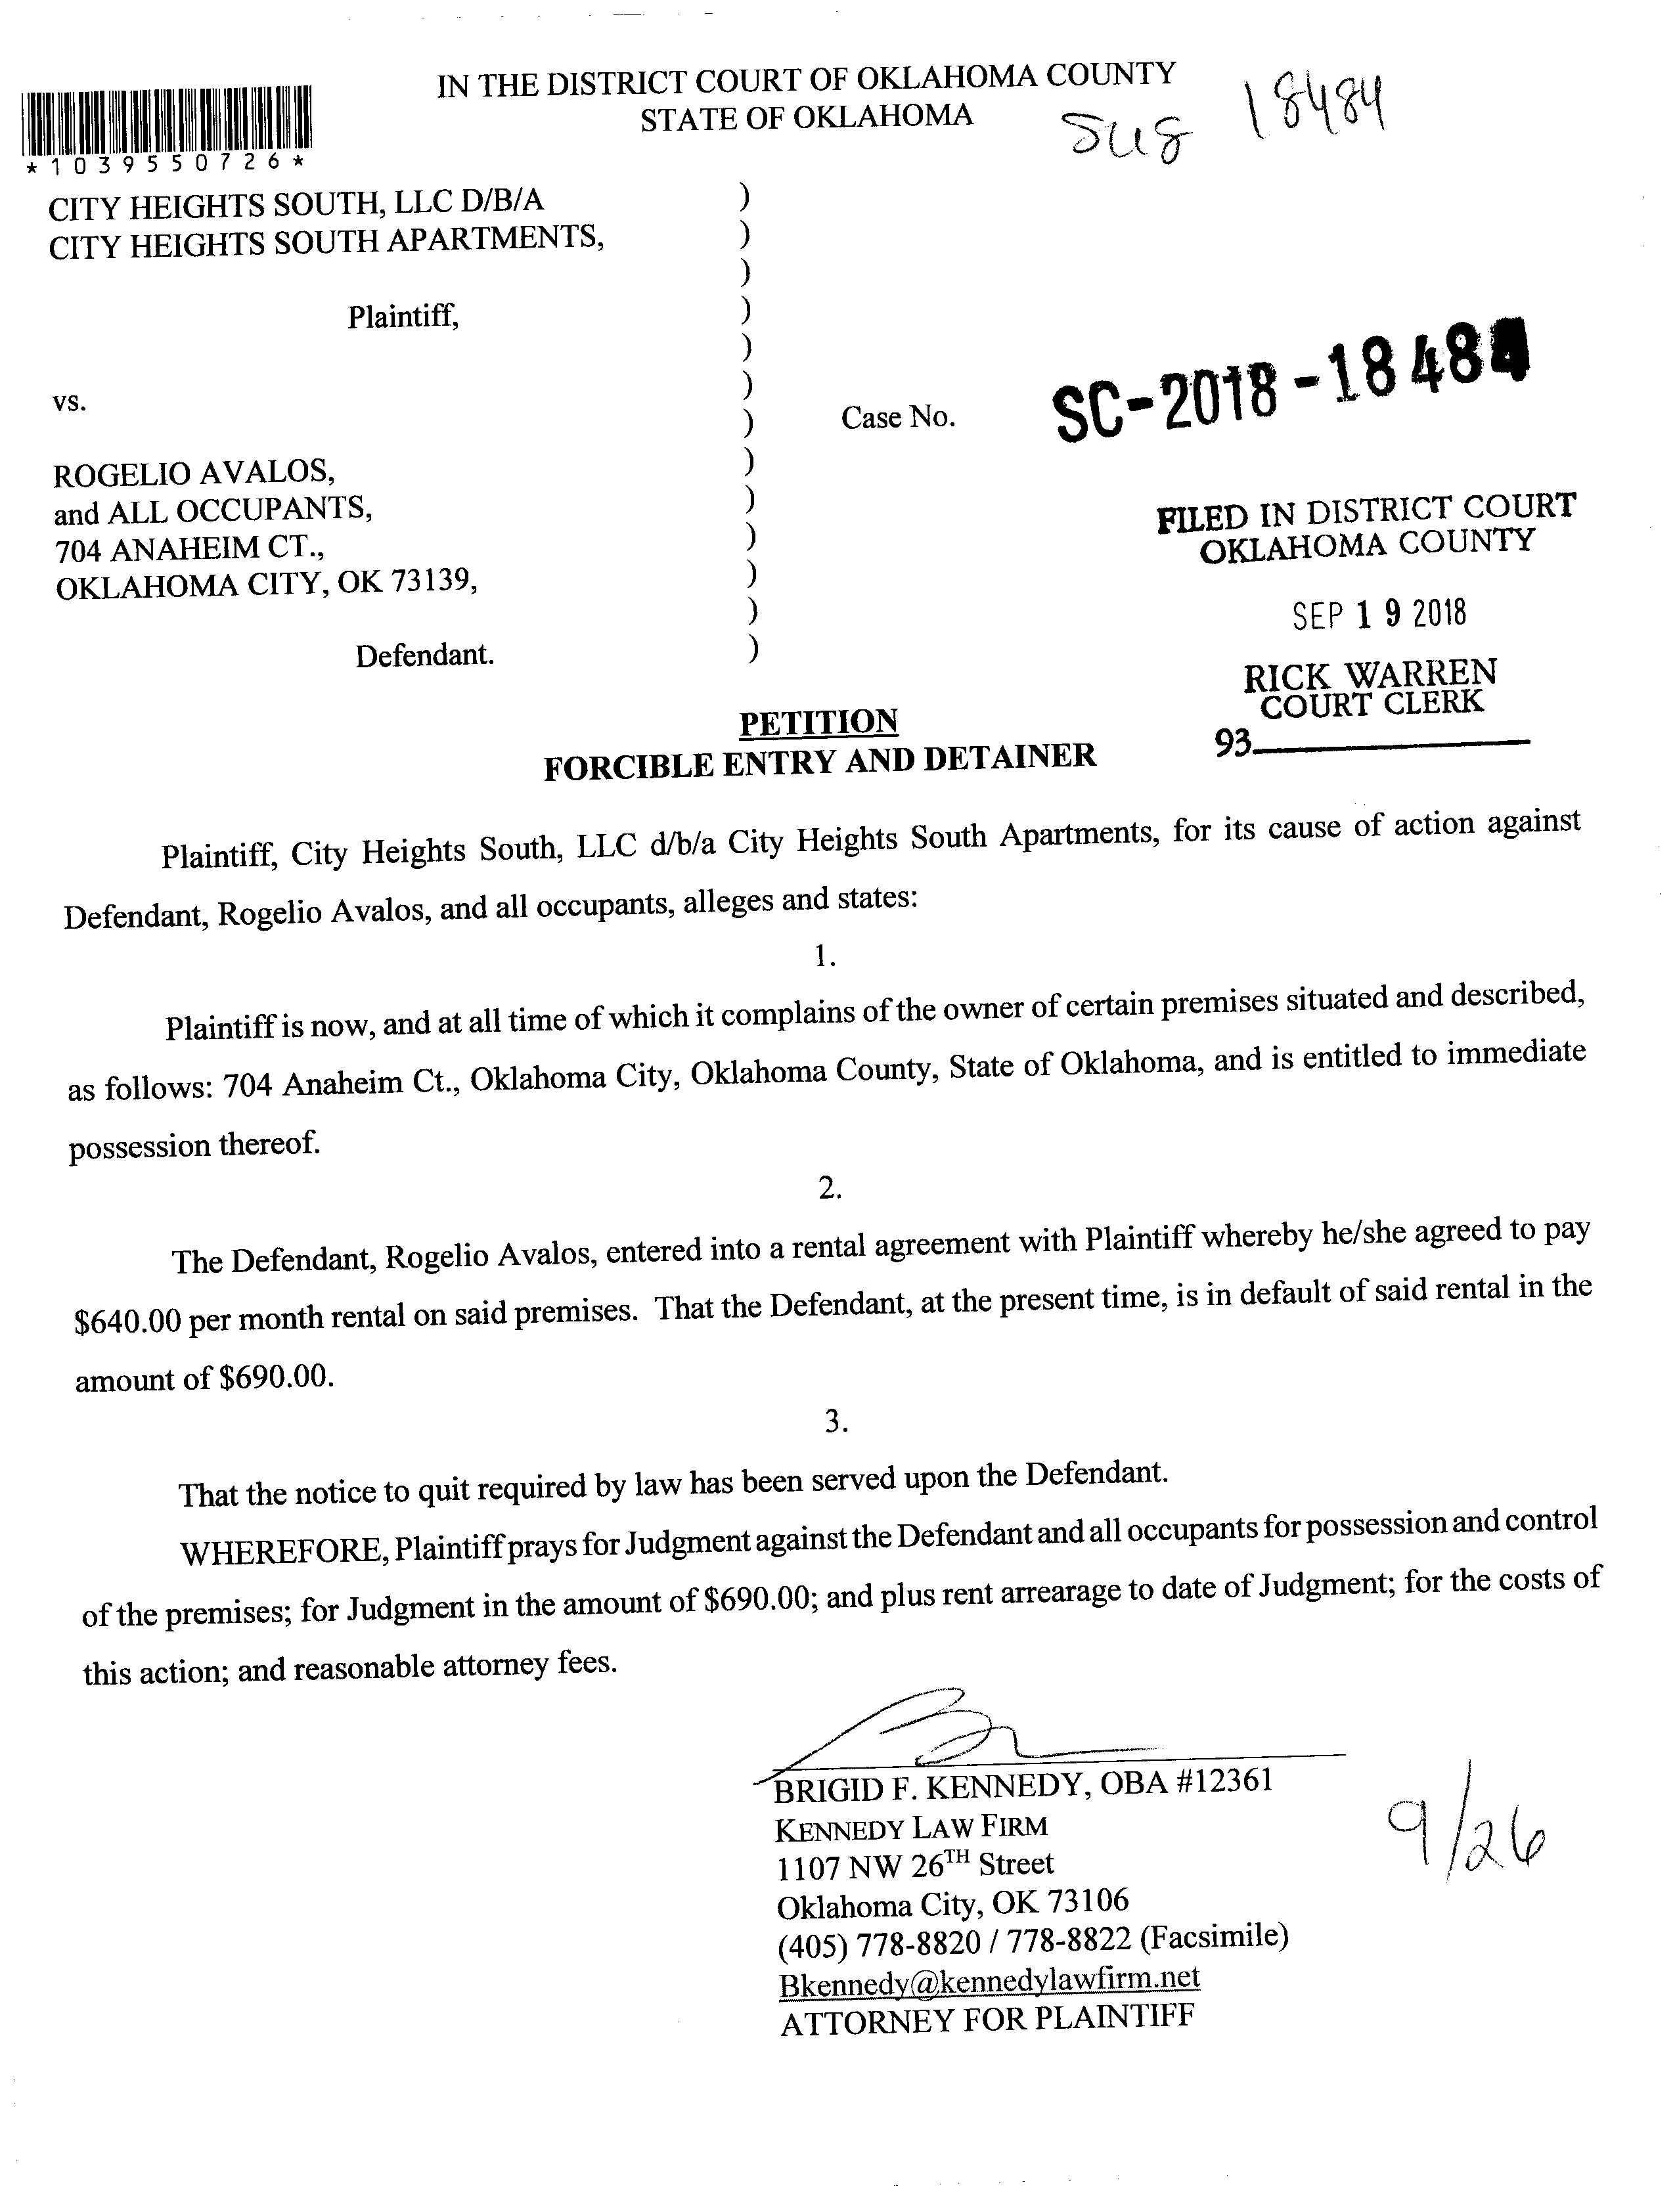 IN THE DISTRICT COURT OF OKLAHOMA COUNTY
STATE OF OKLAHOMA
18484
*1039550726*
CITY HEIGHTS SOUTH, LLC D/B/A )
CITY HEIGHTS SOUTH APARTMENTS, )
)
Plaintiff, )
)
)
vs. ) Case No. SC-2018-18484
ROGELIO AVALOS, )
and ALL OCCUPANTS, )
704 ANAHEIM CT., )
OKLAHOMA CITY, OK 73139, )
)
Defendant. )
FILED IN DISTRICT COURT
OKLAHOMA COUNTY
SEP 19 2018
RICK WARREN
COURT CLERK
93
PETITION
FORCIBLE ENTRY AND DETAINER
Plaintiff, City Heights South, LLC d/b/a City Heights South Apartments, for its cause of action against
Defendant, Rogelio Avalos, and all occupants, alleges and states:
1.
Plaintiff is now, and at all time of which it complains of the owner of certain premises situated and described,
as follows: 704 Anaheim Ct., Oklahoma City, Oklahoma County, State of Oklahoma, and is entitled to immediate
possession thereof.
2.
The Defendant, Rogelio Avalos, entered into a rental agreement with Plaintiff whereby he/she agreed to pay
$640.00 per month rental on said premises. That the Defendant, at the present time, is in default of said rental in the
amount of $690.00.
3.
That the notice to quit required by law has been served upon the Defendant.
WHEREFORE, Plaintiff prays for Judgment against the Defendant and all occupants for possession and control
of the premises; for Judgment in the amount of $690.00; and plus rent arrearage to date of Judgment; for the costs of
this action; and reasonable attorney fees.
BRIGID F. KENNEDY, OBA #12361
KENNEDY LAW FIRM
1107 NW 26TH Street
Oklahoma City, OK 73106
(405) 778-8820 / 778-8822 (Facsimile)
Bkennedy@kennedylawfirm.net
ATTORNEY FOR PLAINTIFF
9/26